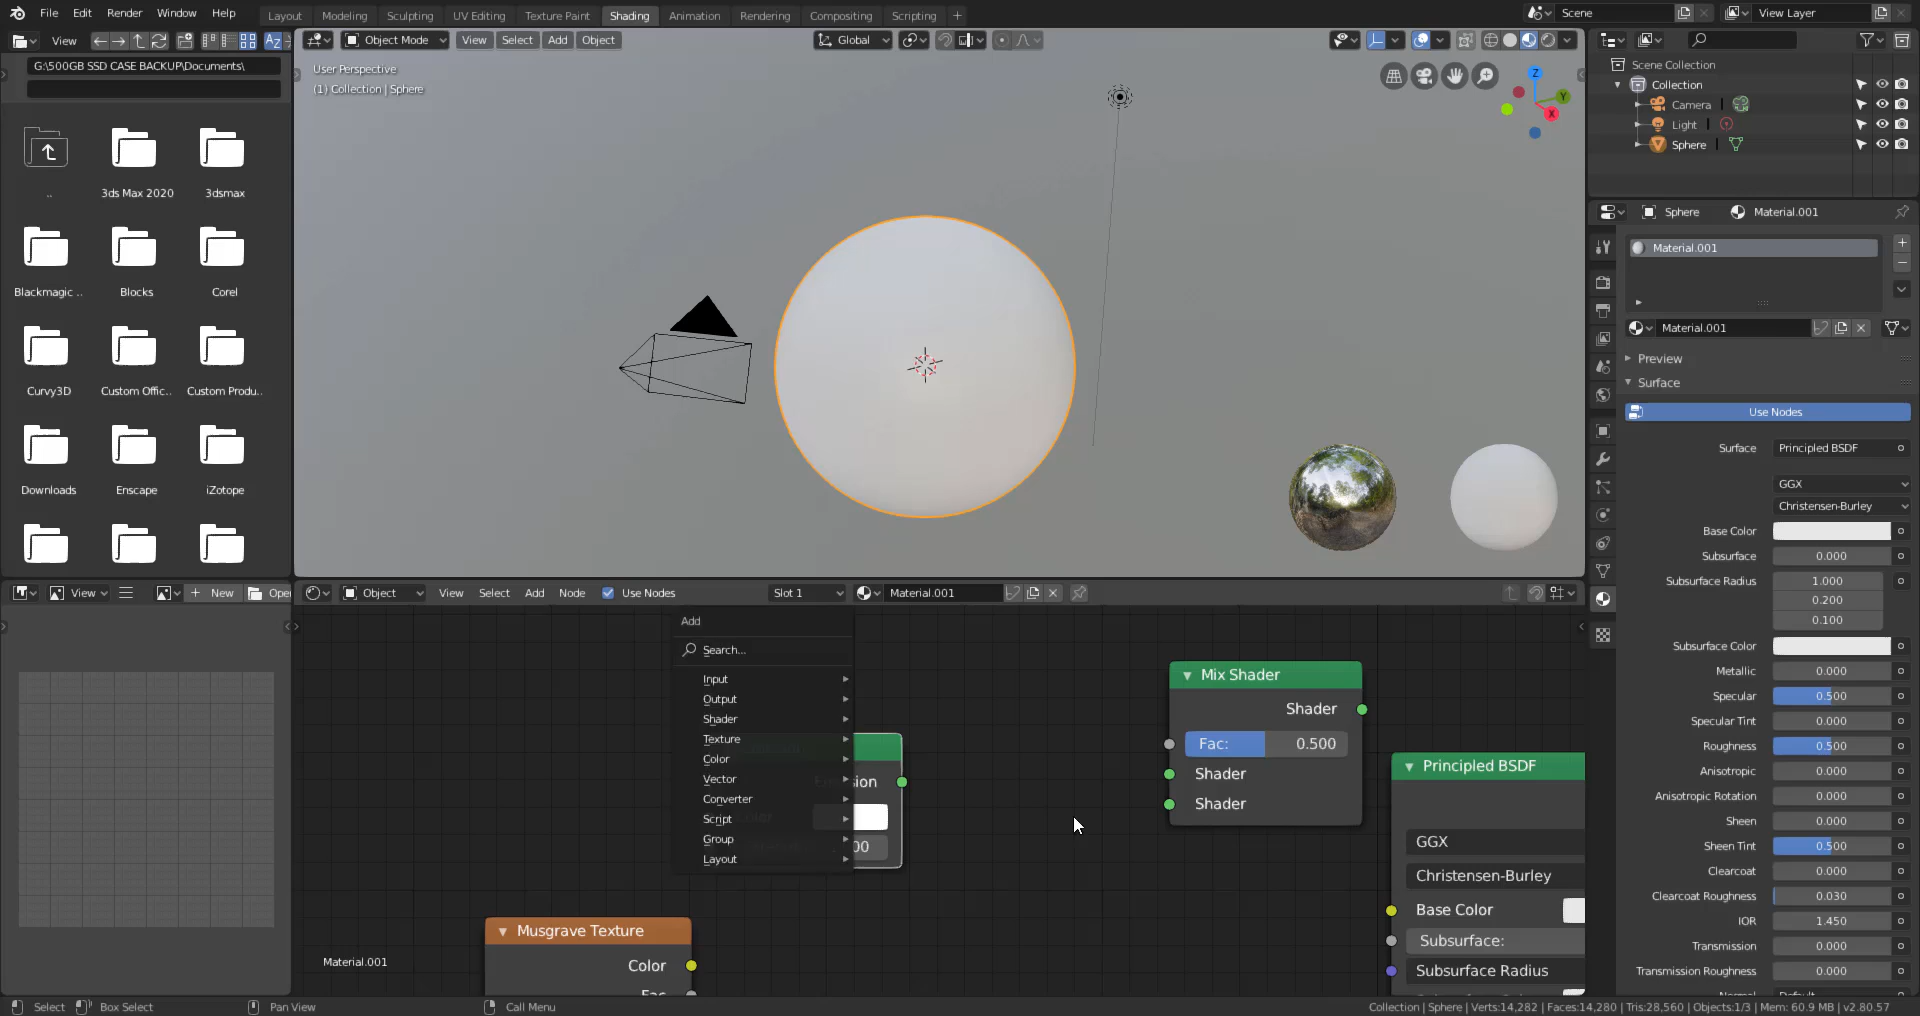 File Edit Render Window Help
Layout Modeling Sculpting UV Editing Texture Paint Shading Animation Rendering Compositing Scripting +
Scene
View Layer
View
G:\500GB SSD CASE BACKUP\Documents\
..
3ds Max 2020
3dsmax
Blackmagic ..
Blocks
Corel
Curvy3D
Custom Offic..
Custom Produ..
Downloads
Enscape
iZotope
Object Mode View Select Add Object
Global
User Perspective
(1) Collection | Sphere
Z
Y
X
Scene Collection
Collection
Camera
Light
Sphere
Sphere Material.001
Material.001
Material.001
Preview
Surface
Use Nodes
Surface Principled BSDF
GGX
Christensen-Burley
Base Color
Subsurface 0.000
Subsurface Radius 1.000
0.200
0.100
Subsurface Color
Metallic 0.000
Specular 0.500
Specular Tint 0.000
Roughness 0.500
Anisotropic 0.000
Anisotropic Rotation 0.000
Sheen 0.000
Sheen Tint 0.500
Clearcoat 0.000
Clearcoat Roughness 0.030
IOR 1.450
Transmission 0.000
Transmission Roughness 0.000
View + New
Object View Select Add Node Use Nodes Slot 1 Material.001
Add
Search...
Input
Output
Shader
Texture
Color
Vector
Converter
Script
Group
Layout
Mix Shader
Shader
Fac: 0.500
Shader
Shader
Principled BSDF
GGX
Christensen-Burley
Base Color
Subsurface:
Subsurface Radius
Musgrave Texture
Color
Material.001
Select Box Select Pan View Call Menu
Collection | Sphere | Verts:14,282 | Faces:14,280 | Tris:28,560 | Objects:1/3 | Mem: 60.9 MB | v2.80.57